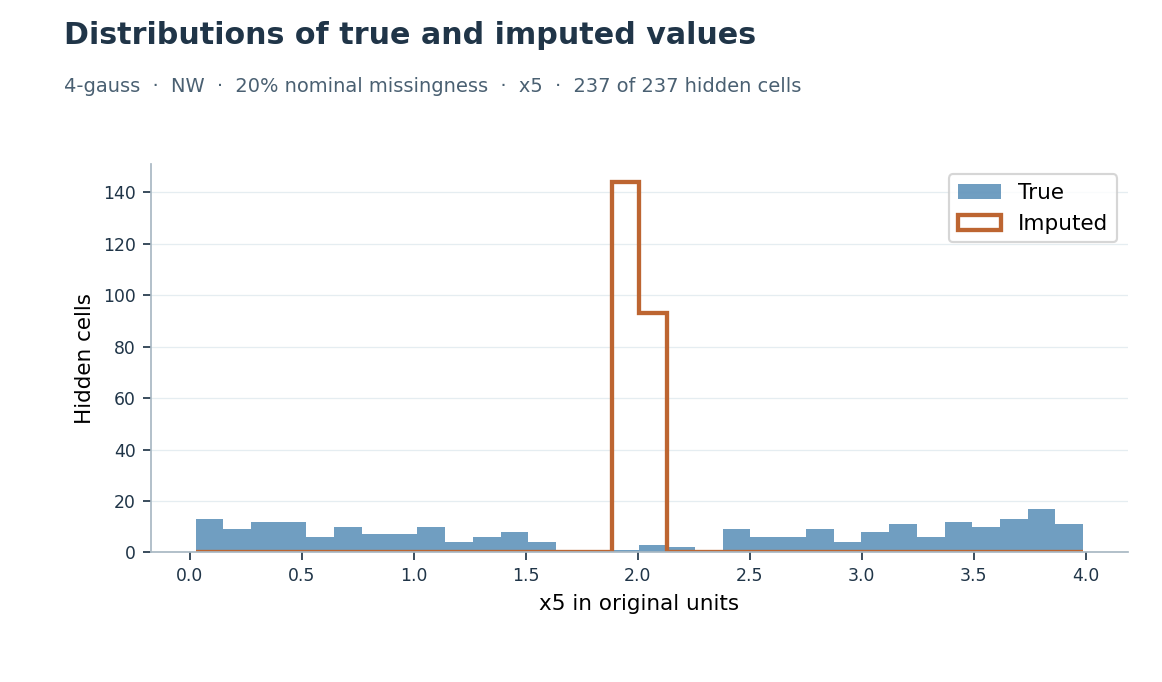 Distributions of true and imputed values
4-gauss · NW · 20% nominal missingness · x5 · 237 of 237 hidden cells
True
Imputed
Hidden cells
140
120
100
80
60
40
20
0
0.0 0.5 1.0 1.5 2.0 2.5 3.0 3.5 4.0
x5 in original units